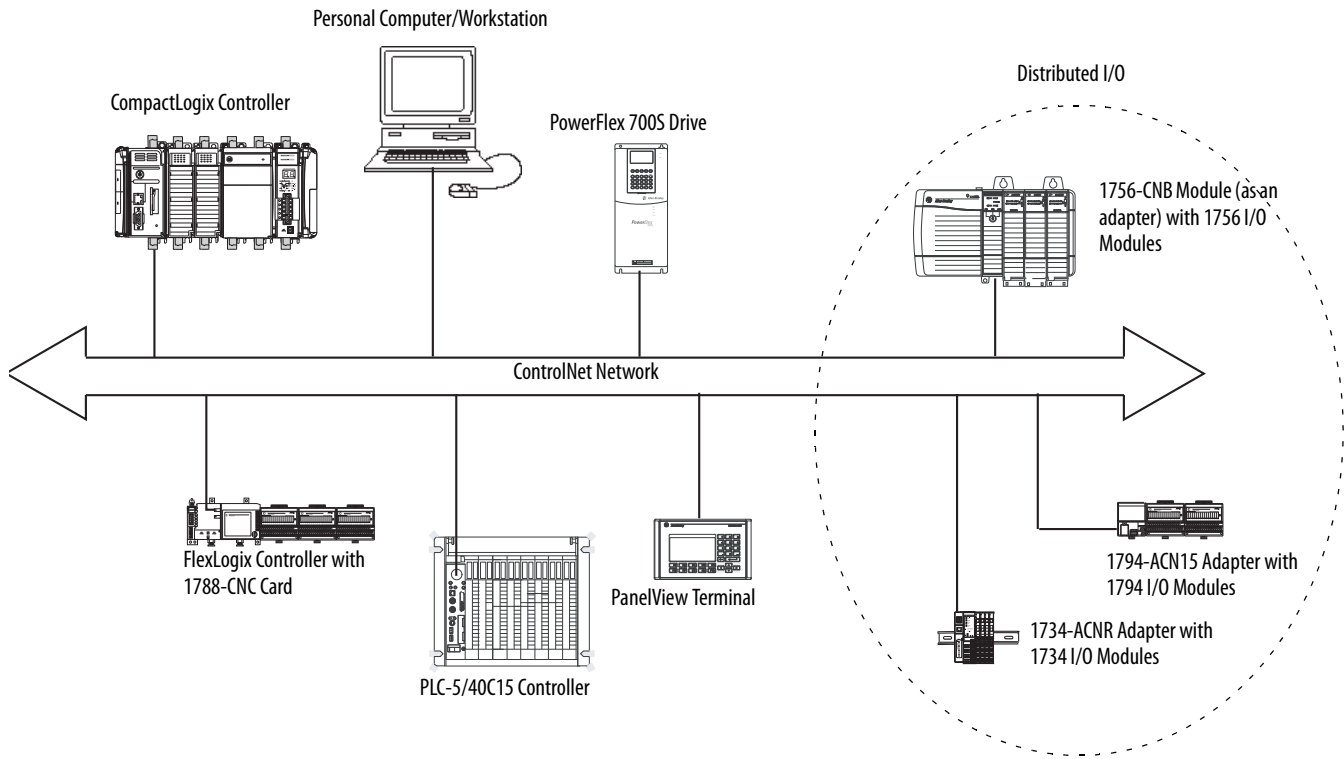 Personal Computer/Workstation
Distributed I/O
CompactLogix Controller
PowerFlex 700S Drive
1756-CNB Module (as an
adapter) with 1756 I/O
Modules
PowerFlex
ControlNet Network
FlexLogix Controller with
1788-CNC Card
PLC-5/40C15 Controller
PanelView Terminal
1794-ACN15 Adapter with
1794 I/O Modules
1734-ACNR Adapter with
1734 I/O Modules